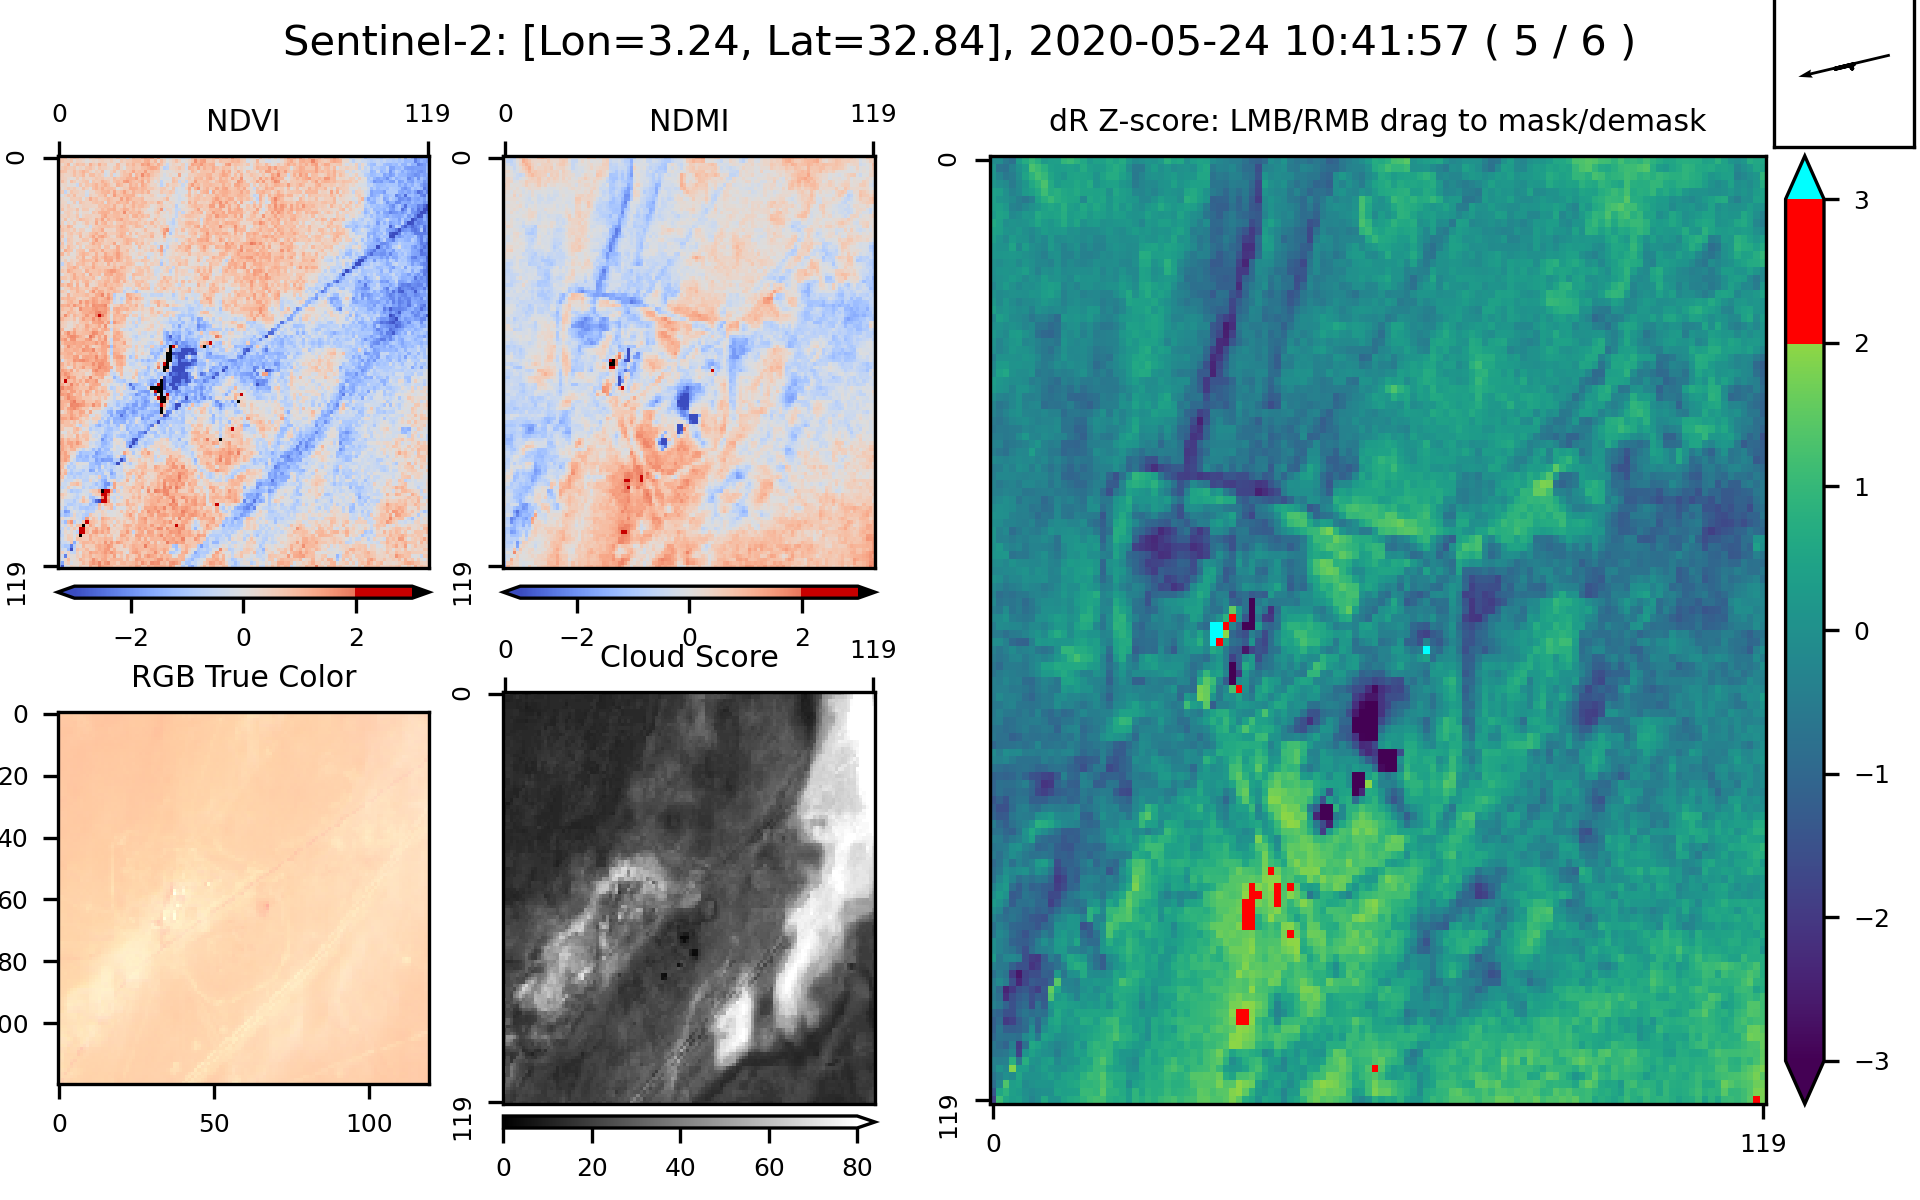 Sentinel-2: [Lon=3.24, Lat=32.84], 2020-05-24 10:41:57 ( 5 / 6 )
NDVI
0 119
0
119
−2 0 2
NDMI
0 119
0
119
−2 0 2
RGB True Color
0
20
40
60
80
00
0 50 100
Cloud Score
0 119
0
119
0 20 40 60 80
dR Z-score: LMB/RMB drag to mask/demask
0
119
0 119
3
2
1
0
−1
−2
−3